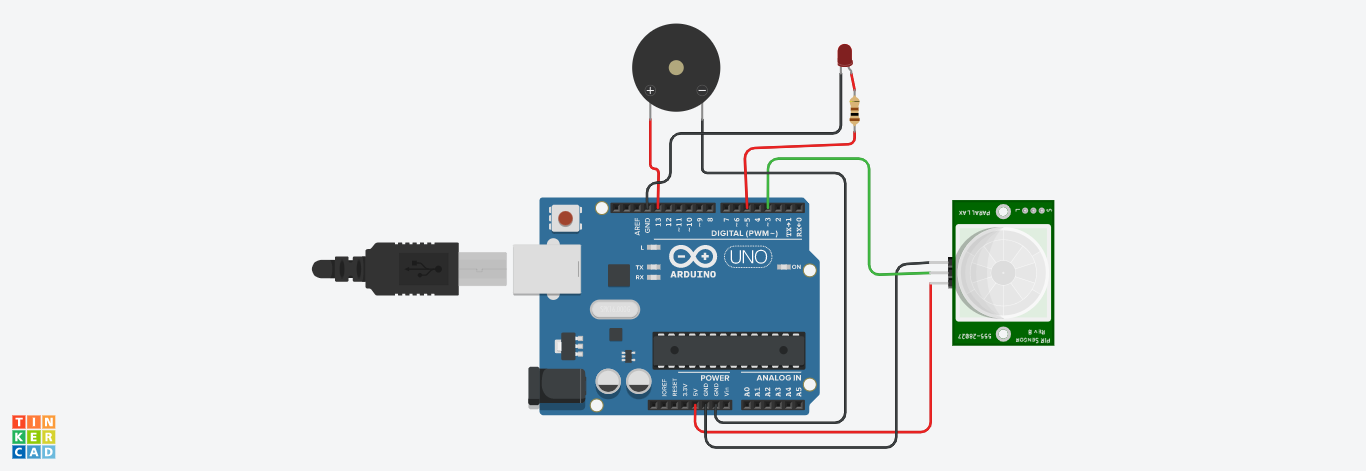 +
−
PARALLAX
AREF
GND
13
12
~11
~10
~9
8
7
~6
~5
4
~3
2
TX→1
RX←0
DIGITAL (PWM~)
L
TX
RX
ARDUINO
UNO
ON
PIR SENSOR
Rev B
555-28027
POWER
ANALOG IN
IOREF
RESET
3.3V
5V
GND
GND
Vin
A0
A1
A2
A3
A4
A5
TIN
KER
CAD